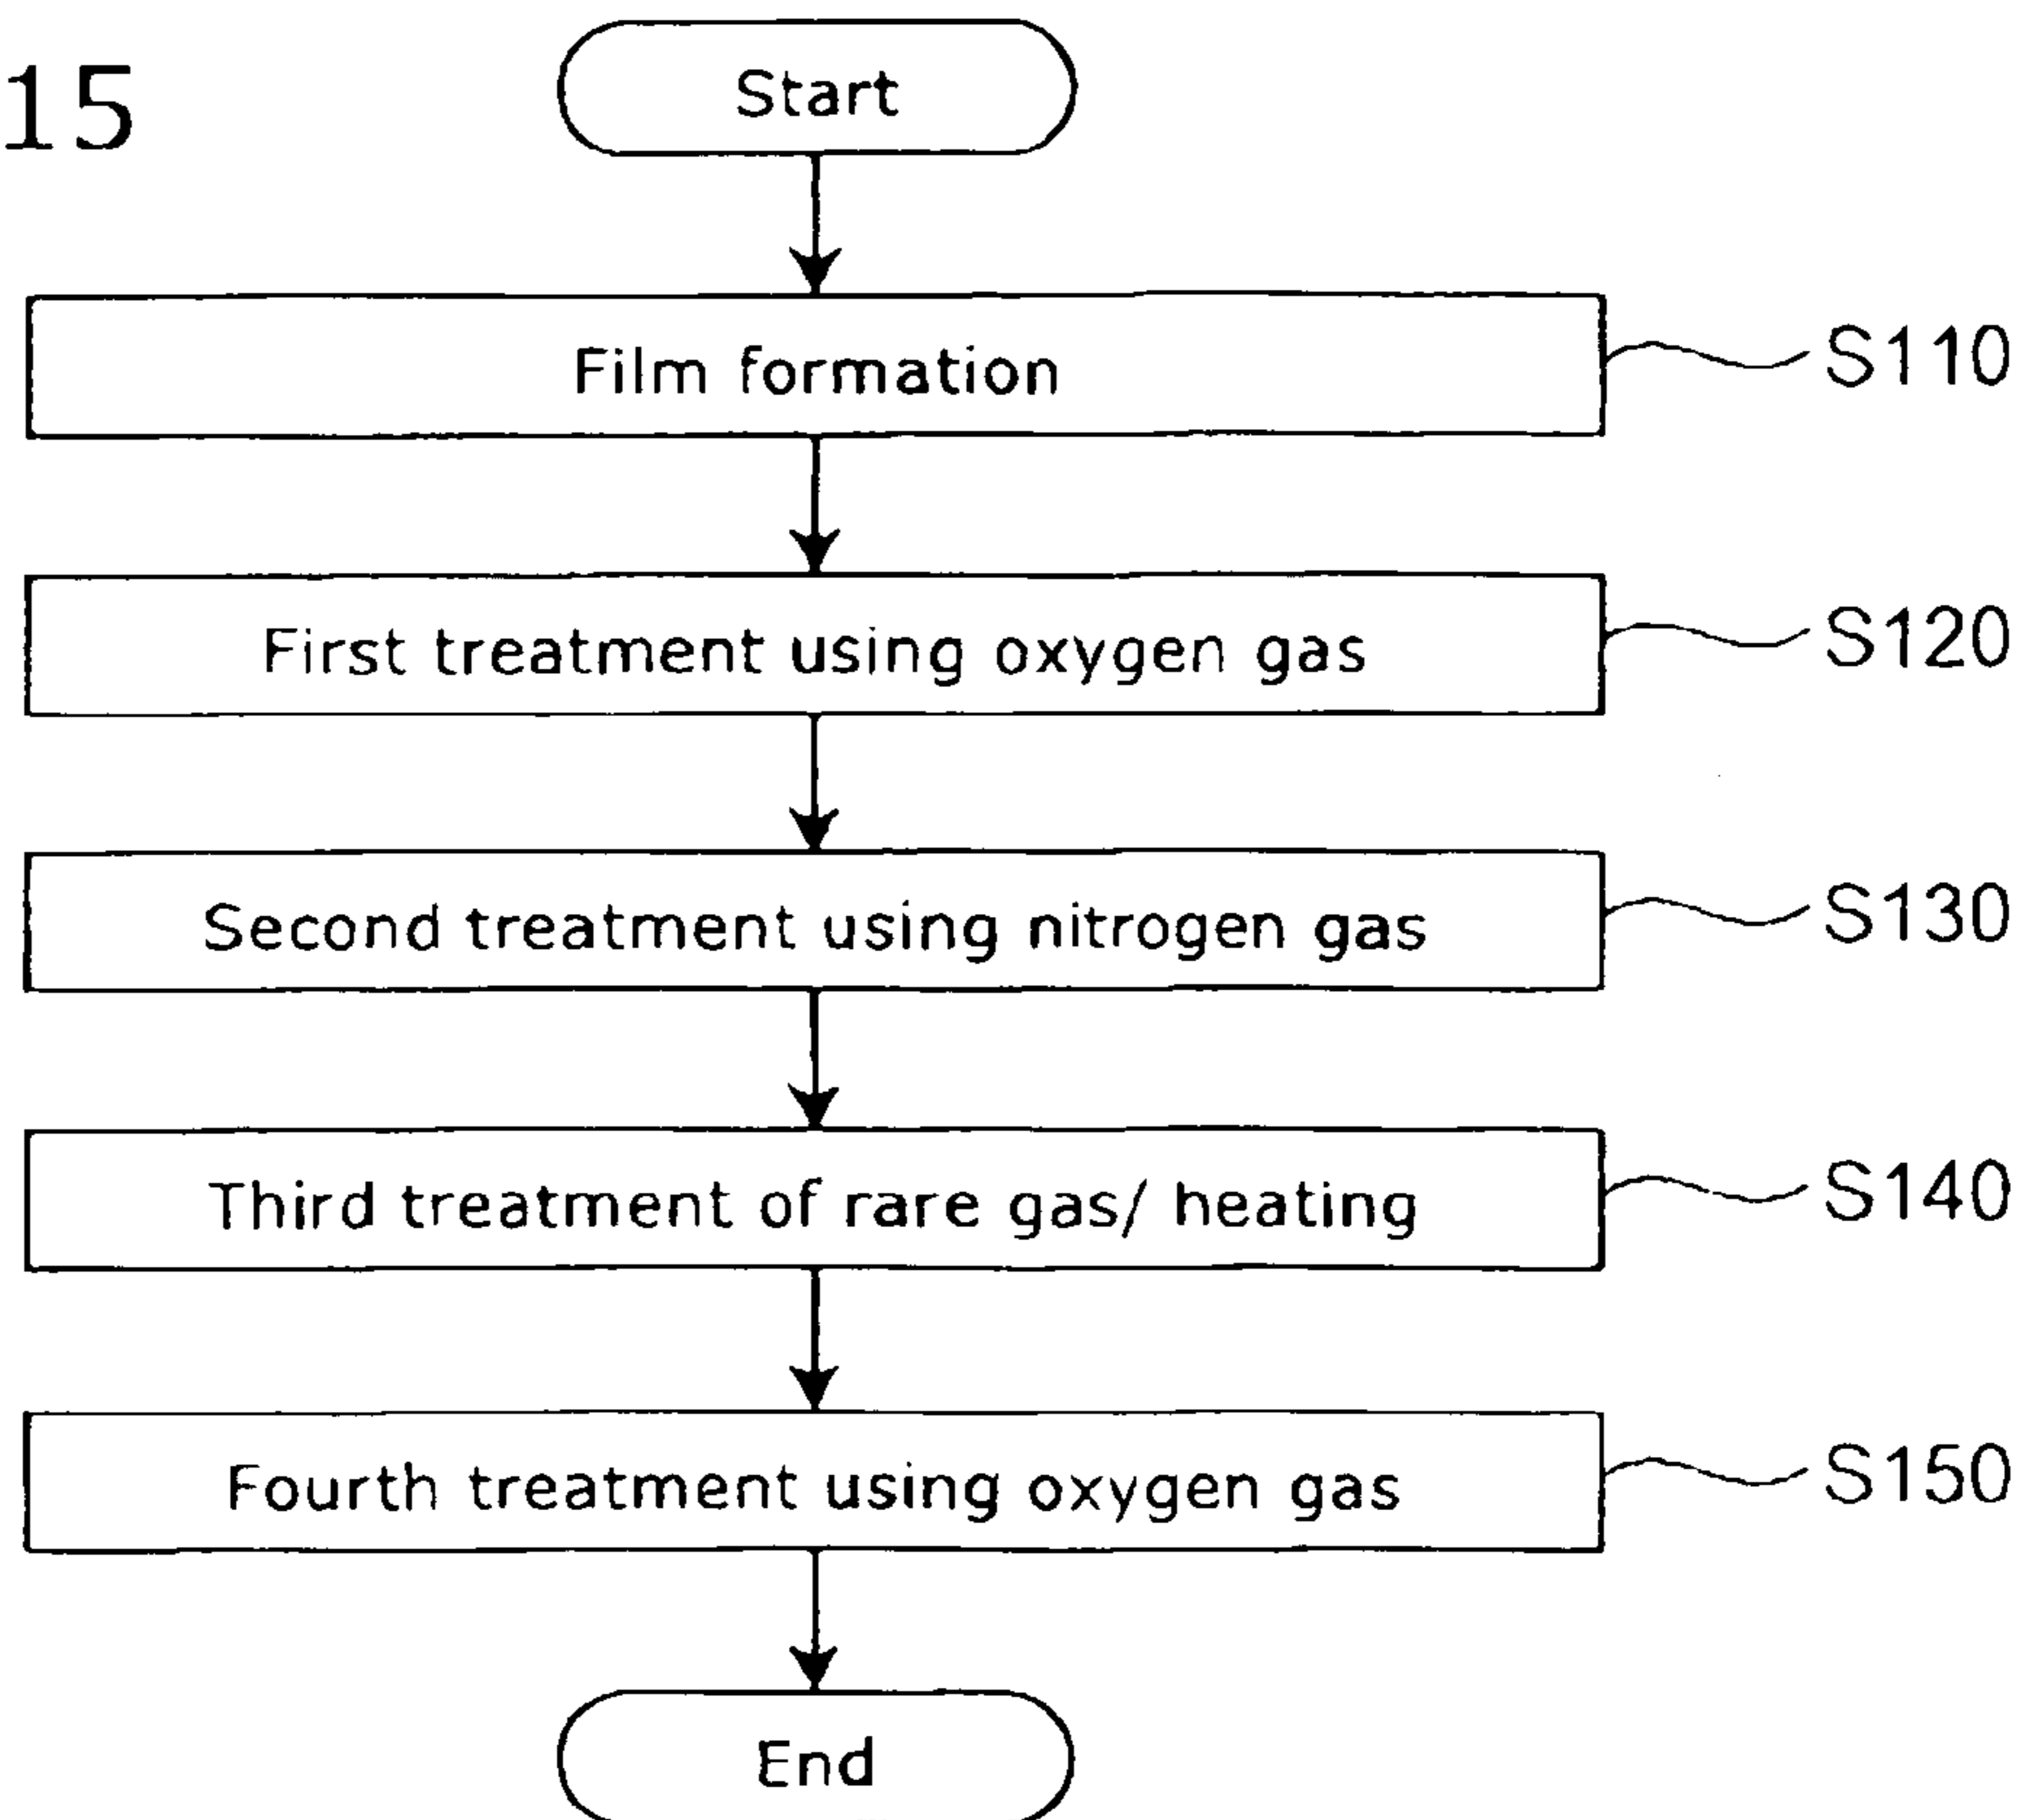 15
Start
Film formation
S110
First treatment using oxygen gas
S120
Second treatment using nitrogen gas
S130
Third treatment of rare gas/ heating
S140
Fourth treatment using oxygen gas
S150
End